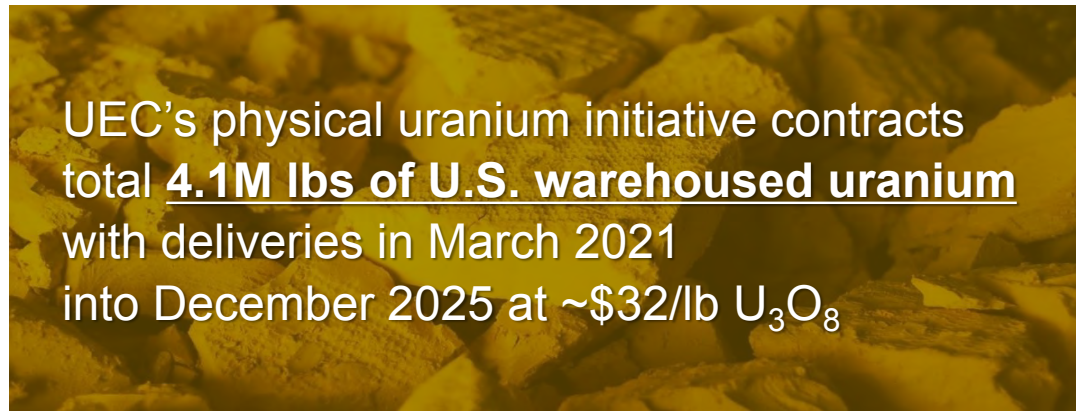 UEC’s physical uranium initiative contracts
total 4.1M lbs of U.S. warehoused uranium
with deliveries in March 2021
into December 2025 at ~$32/lb U₃O₈